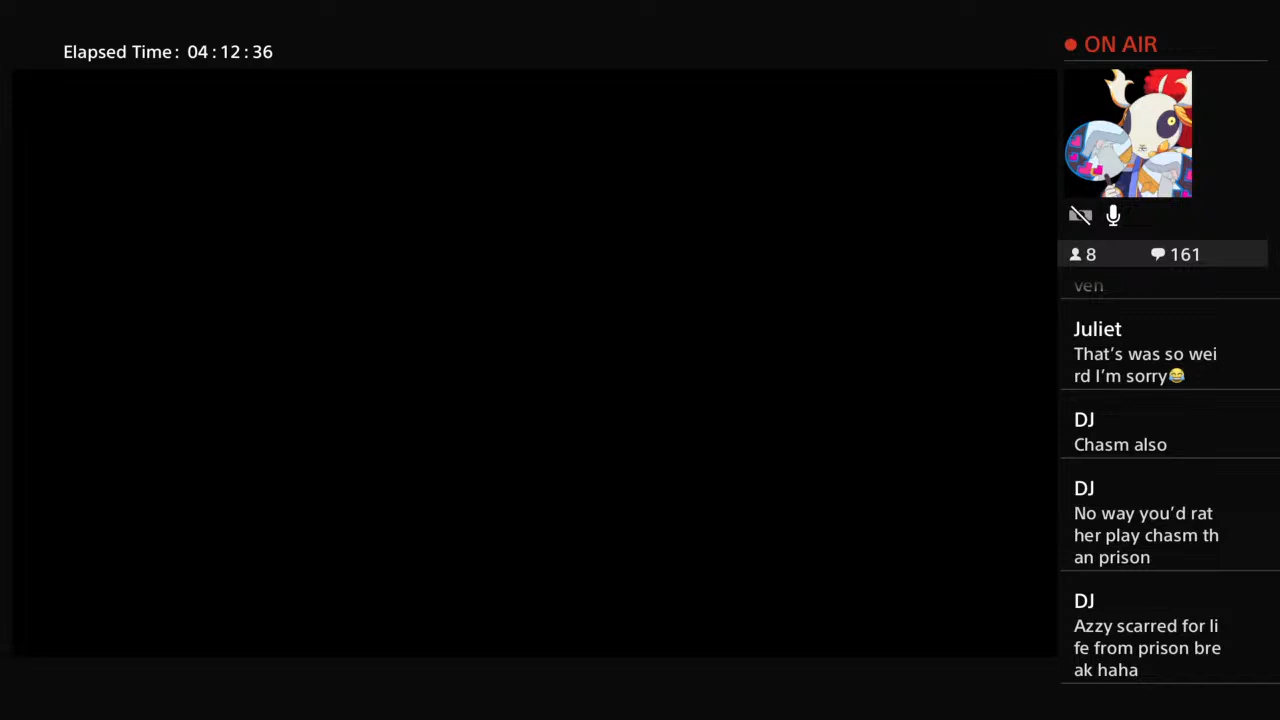 Elapsed Time: 04:12:36
ON AIR
8 161
ven
Juliet
That's was so wei
rd I'm sorry😂
DJ
Chasm also
DJ
No way you'd rat
her play chasm th
an prison
DJ
Azzy scarred for li
fe from prison bre
ak haha